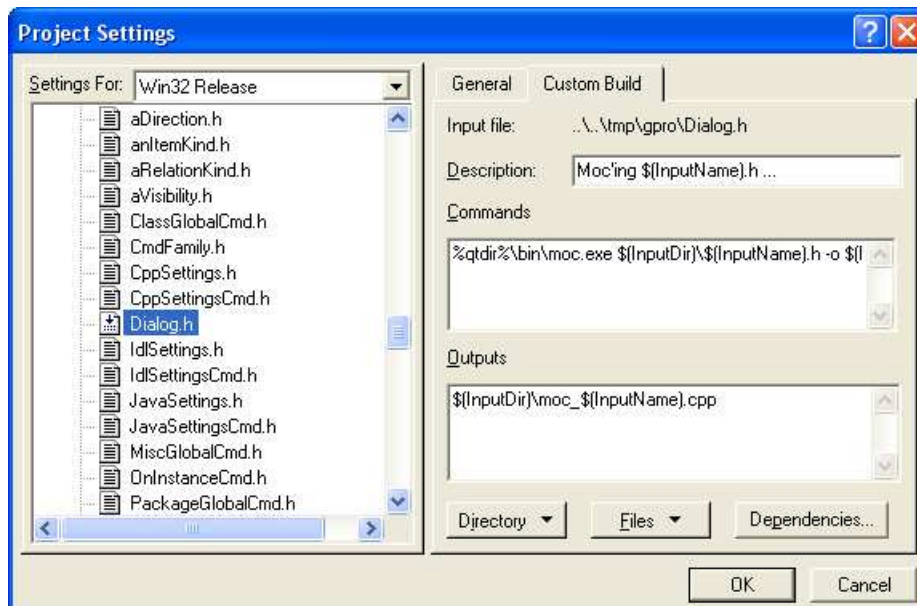 Project Settings
Settings For: Win32 Release
aDirection.h
anItemKind.h
aRelationKind.h
aVisibility.h
ClassGlobalCmd.h
CmdFamily.h
CppSettings.h
CppSettingsCmd.h
Dialog.h
IdlSettings.h
IdlSettingsCmd.h
JavaSettings.h
JavaSettingsCmd.h
MiscGlobalCmd.h
OnInstanceCmd.h
PackageGlobalCmd.h
General Custom Build
Input file: ..\..\tmp\gpro\Dialog.h
Description: Moc'ing $(InputName).h ...
Commands
%qtdir%\bin\moc.exe $(InputDir)\$(InputName).h -o $(I
Outputs
$(InputDir)\moc_$(InputName).cpp
Directory Files Dependencies...
OK Cancel